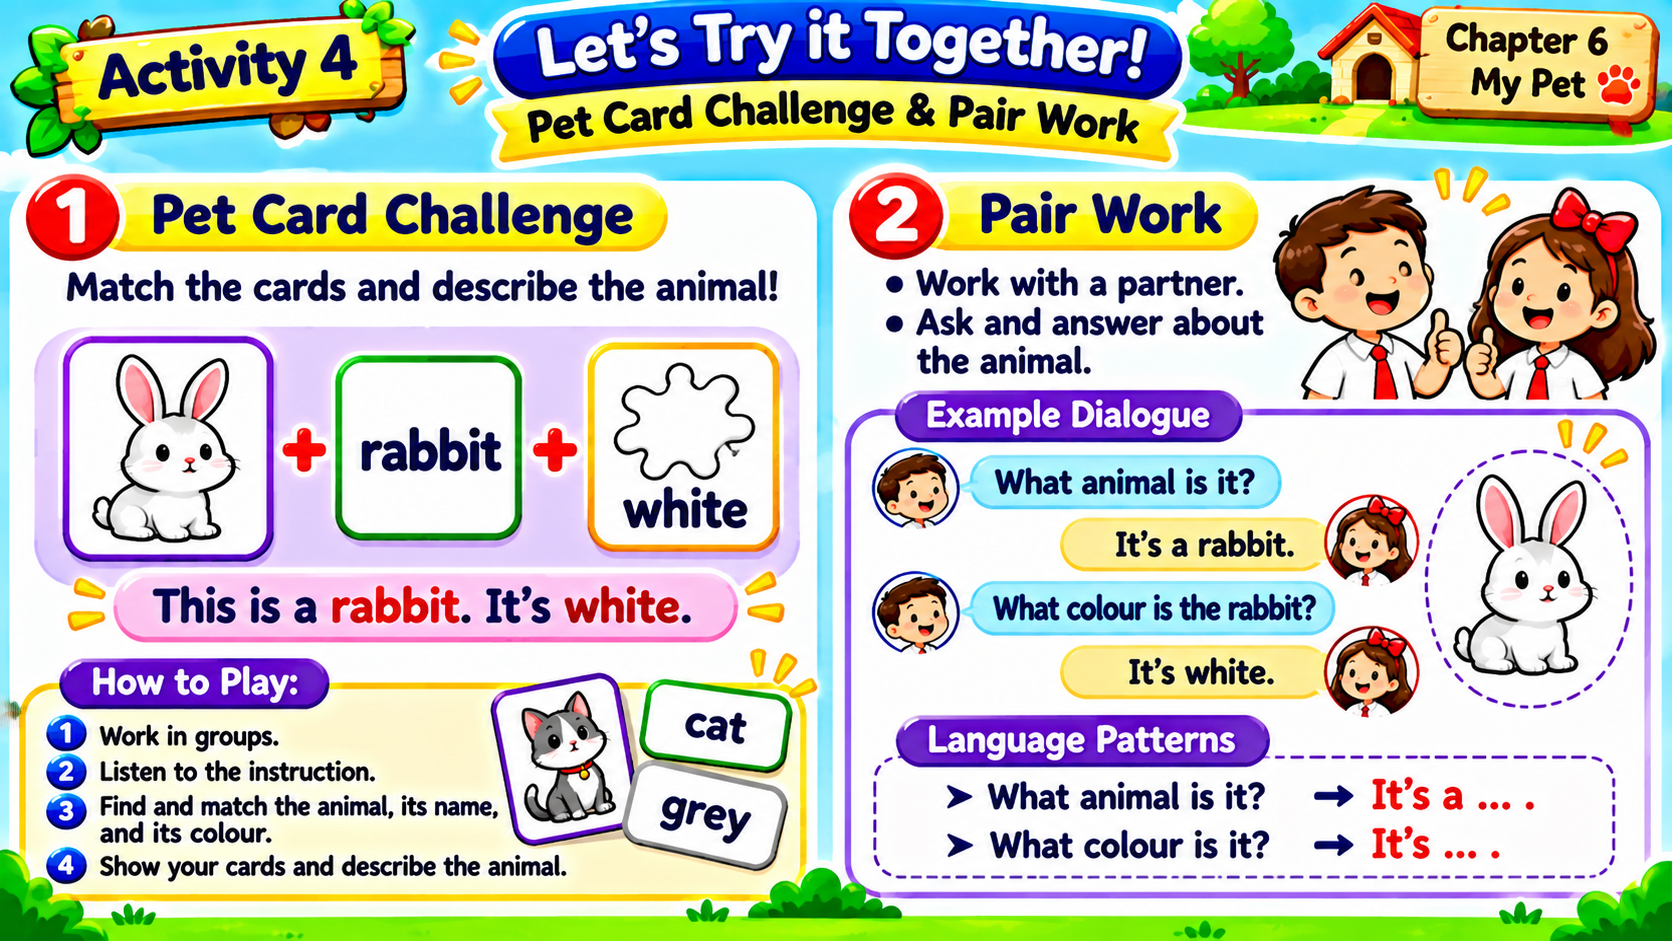 Activity 4
Let's Try it Together!
Pet Card Challenge & Pair Work
Chapter 6
My Pet
1 Pet Card Challenge
Match the cards and describe the animal!
+ rabbit + white
This is a rabbit. It's white.
How to Play:
1 Work in groups.
2 Listen to the instruction.
3 Find and match the animal, its name,
and its colour.
4 Show your cards and describe the animal.
cat
grey
2 Pair Work
• Work with a partner.
• Ask and answer about
the animal.
Example Dialogue
What animal is it?
It's a rabbit.
What colour is the rabbit?
It's white.
Language Patterns
➤ What animal is it? → It's a ... .
➤ What colour is it? → It's ... .